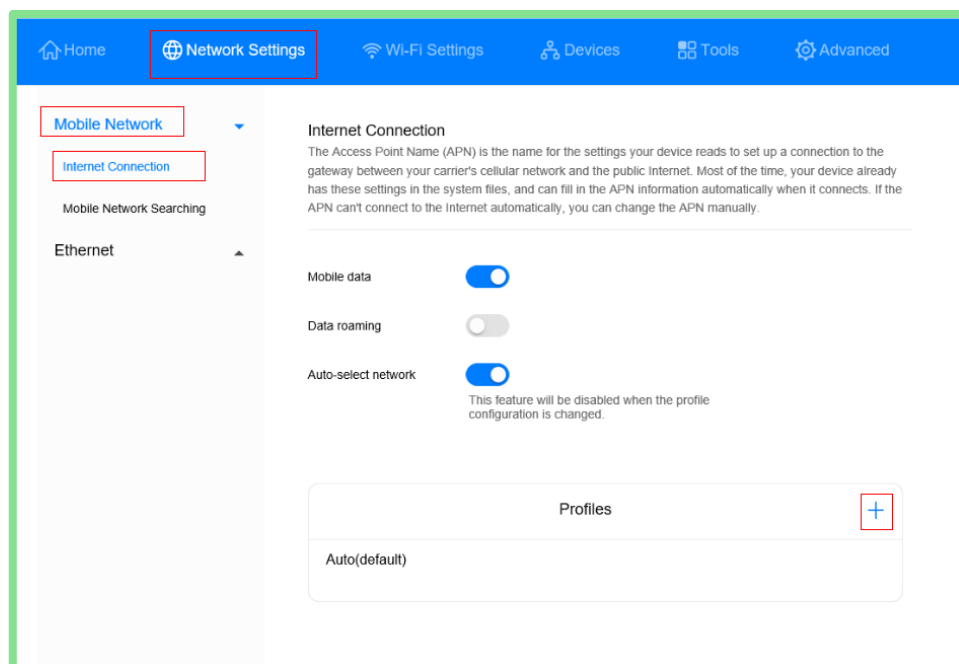 Home
Network Settings
Wi-Fi Settings
Devices
Tools
Advanced
Mobile Network
Internet Connection
Mobile Network Searching
Ethernet
Internet Connection
The Access Point Name (APN) is the name for the settings your device reads to set up a connection to the
gateway between your carrier's cellular network and the public Internet. Most of the time, your device already
has these settings in the system files, and can fill in the APN information automatically when it connects. If the
APN can't connect to the Internet automatically, you can change the APN manually.
Mobile data
Data roaming
Auto-select network
This feature will be disabled when the profile
configuration is changed.
Profiles
Auto(default)